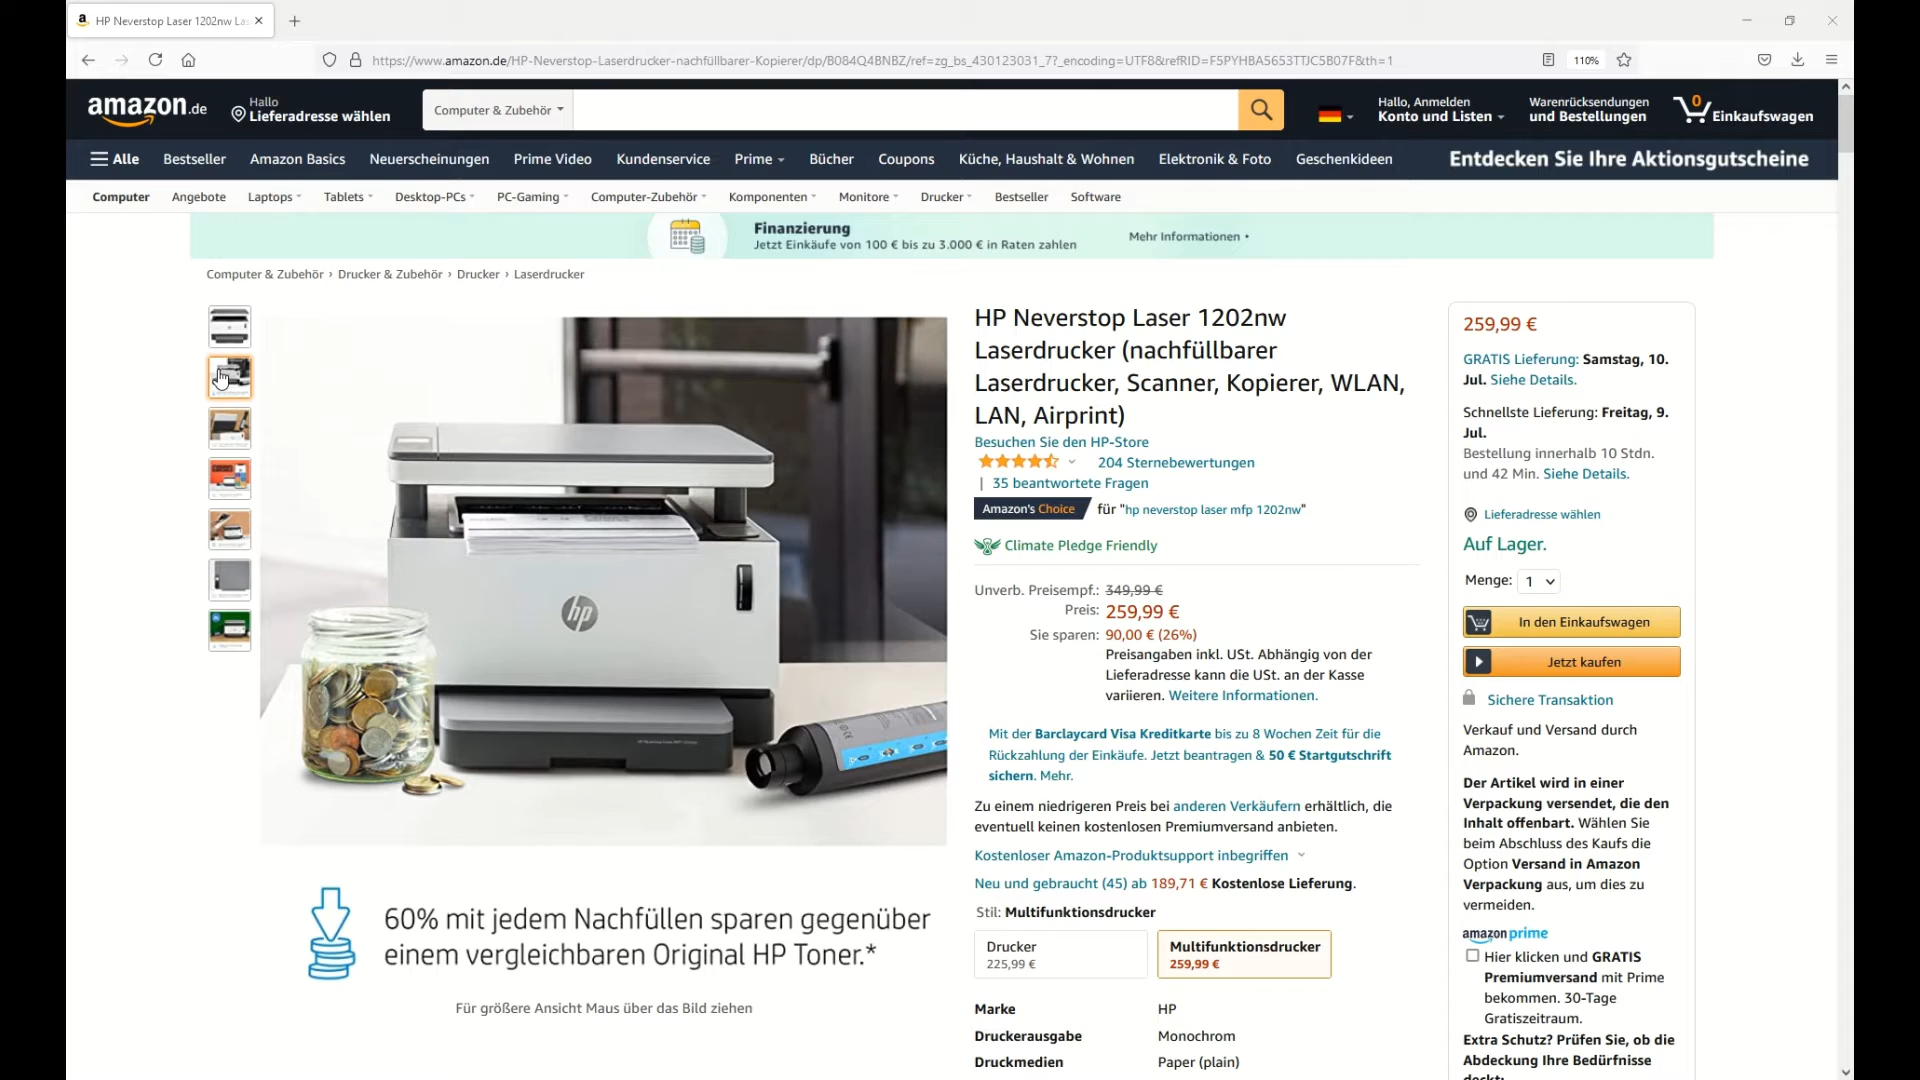 HP Neverstop Laser 1202nw La
https://www.amazon.de/HP-Neverstop-Laserdrucker-nachfüllbarer-Kopierer/dp/B084Q4BNBZ/ref=zg_bs_430123031_7?_encoding=UTF8&refRID=F5PYHBA5653TTJC5B07F&th=1
110%
amazon.de
Hallo
Lieferadresse wählen
Computer & Zubehör
Hallo, Anmelden
Konto und Listen
Warenrücksendungen
und Bestellungen
0
Einkaufswagen
Alle Bestseller Amazon Basics Neuerscheinungen Prime Video Kundenservice Prime Bücher Coupons Küche, Haushalt & Wohnen Elektronik & Foto Geschenkideen Entdecken Sie Ihre Aktionsgutscheine
Computer Angebote Laptops Tablets Desktop-PCs PC-Gaming Computer-Zubehör Komponenten Monitore Drucker Bestseller Software
Finanzierung
Jetzt Einkäufe von 100 € bis zu 3.000 € in Raten zahlen
Mehr Informationen
Computer & Zubehör › Drucker & Zubehör › Drucker › Laserdrucker
hp
60% mit jedem Nachfüllen sparen gegenüber
einem vergleichbaren Original HP Toner.*
Für größere Ansicht Maus über das Bild ziehen
HP Neverstop Laser 1202nw
Laserdrucker (nachfüllbarer
Laserdrucker, Scanner, Kopierer, WLAN,
LAN, Airprint)
Besuchen Sie den HP-Store
204 Sternebewertungen
| 35 beantwortete Fragen
Amazon's Choice für "hp neverstop laser mfp 1202nw"
Climate Pledge Friendly
Unverb. Preisempf.: 349,99 €
Preis: 259,99 €
Sie sparen: 90,00 € (26%)
Preisangaben inkl. USt. Abhängig von der
Lieferadresse kann die USt. an der Kasse
variieren. Weitere Informationen.
Mit der Barclaycard Visa Kreditkarte bis zu 8 Wochen Zeit für die
Rückzahlung der Einkäufe. Jetzt beantragen & 50 € Startgutschrift
sichern. Mehr.
Zu einem niedrigeren Preis bei anderen Verkäufern erhältlich, die
eventuell keinen kostenlosen Premiumversand anbieten.
Kostenloser Amazon-Produktsupport inbegriffen
Neu und gebraucht (45) ab 189,71 € Kostenlose Lieferung.
Stil: Multifunktionsdrucker
Drucker
225,99 €
Multifunktionsdrucker
259,99 €
Marke HP
Druckerausgabe Monochrom
Druckmedien Paper (plain)
259,99 €
GRATIS Lieferung: Samstag, 10.
Jul. Siehe Details.
Schnellste Lieferung: Freitag, 9.
Jul.
Bestellung innerhalb 10 Stdn.
und 42 Min. Siehe Details.
Lieferadresse wählen
Auf Lager.
Menge: 1
In den Einkaufswagen
Jetzt kaufen
Sichere Transaktion
Verkauf und Versand durch
Amazon.
Der Artikel wird in einer
Verpackung versendet, die den
Inhalt offenbart. Wählen Sie
beim Abschluss des Kaufs die
Option Versand in Amazon
Verpackung aus, um dies zu
vermeiden.
amazon prime
Hier klicken und GRATIS
Premiumversand mit Prime
bekommen. 30-Tage
Gratiszeitraum.
Extra Schutz? Prüfen Sie, ob die
Abdeckung Ihre Bedürfnisse
deckt: